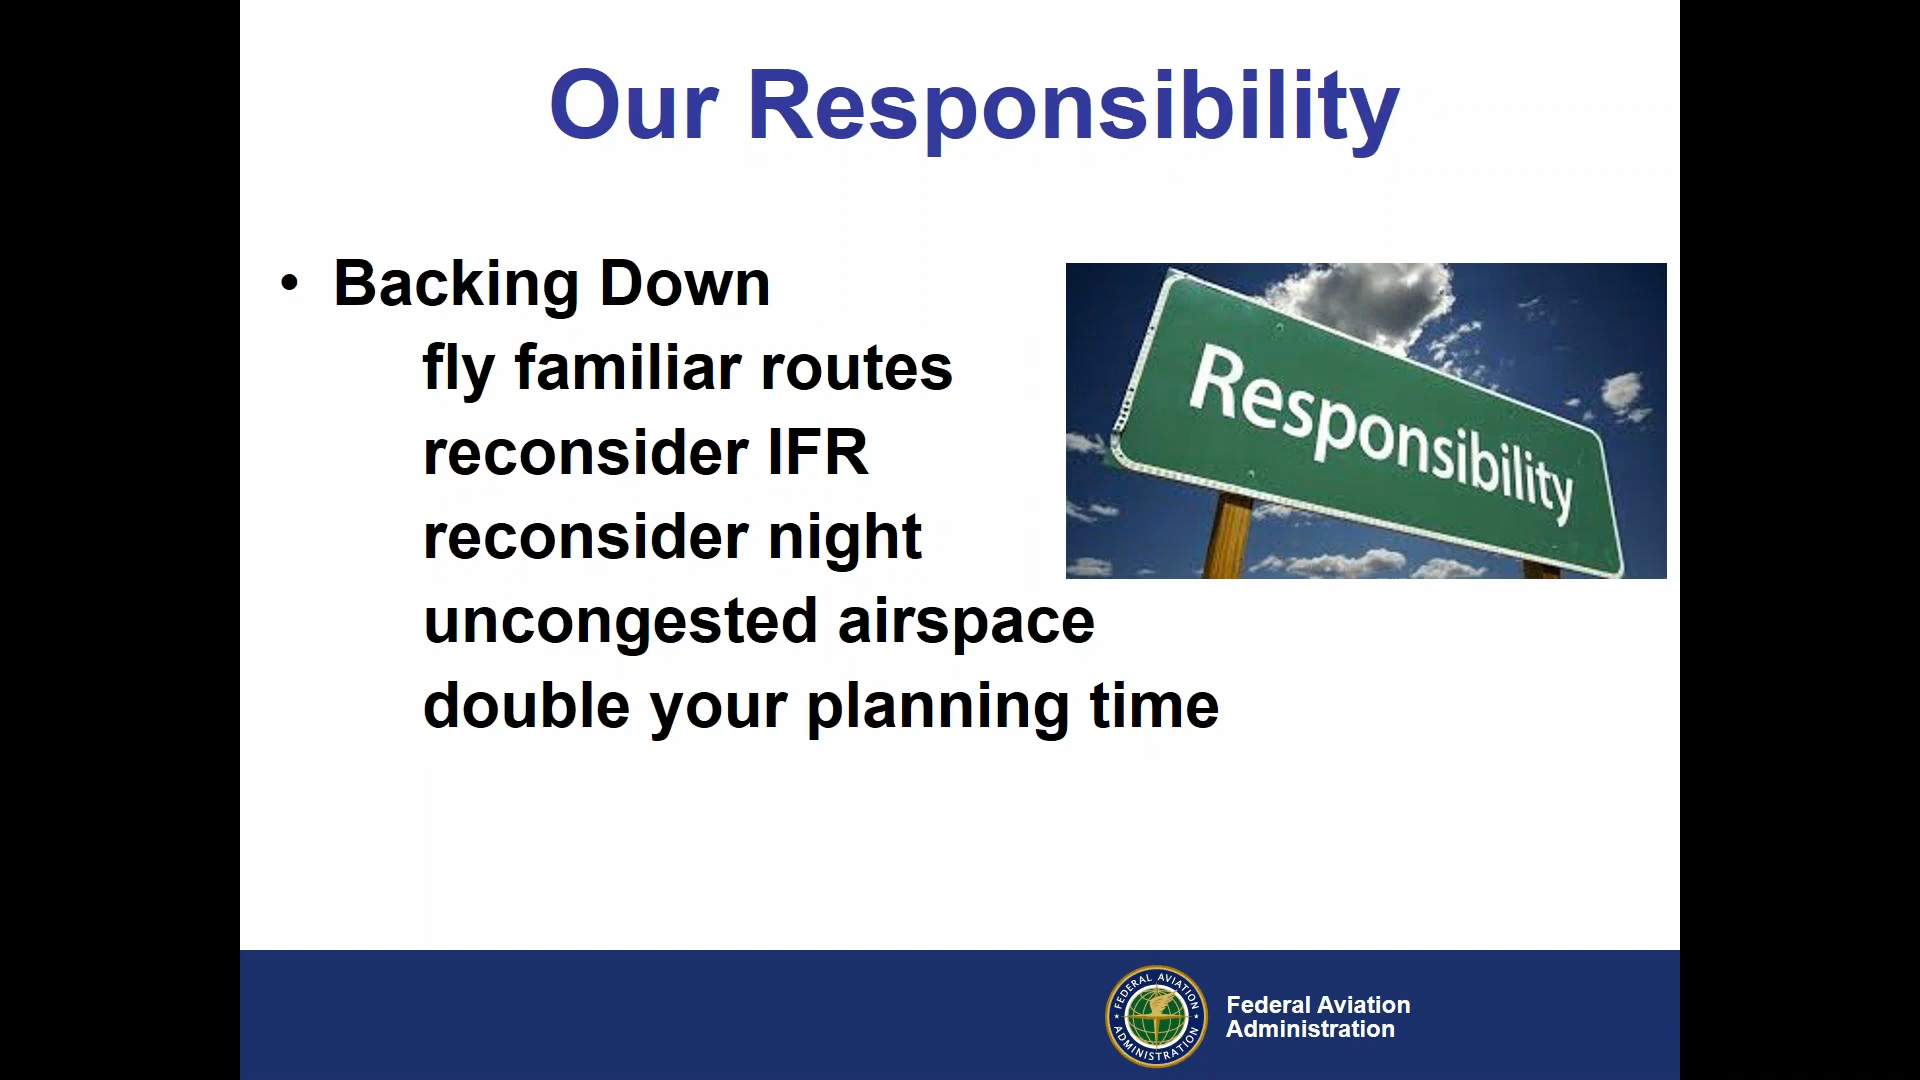 Our Responsibility
• Backing Down
fly familiar routes
reconsider IFR
reconsider night
uncongested airspace
double your planning time
Responsibility
FEDERAL AVIATION
ADMINISTRATION
Federal Aviation
Administration